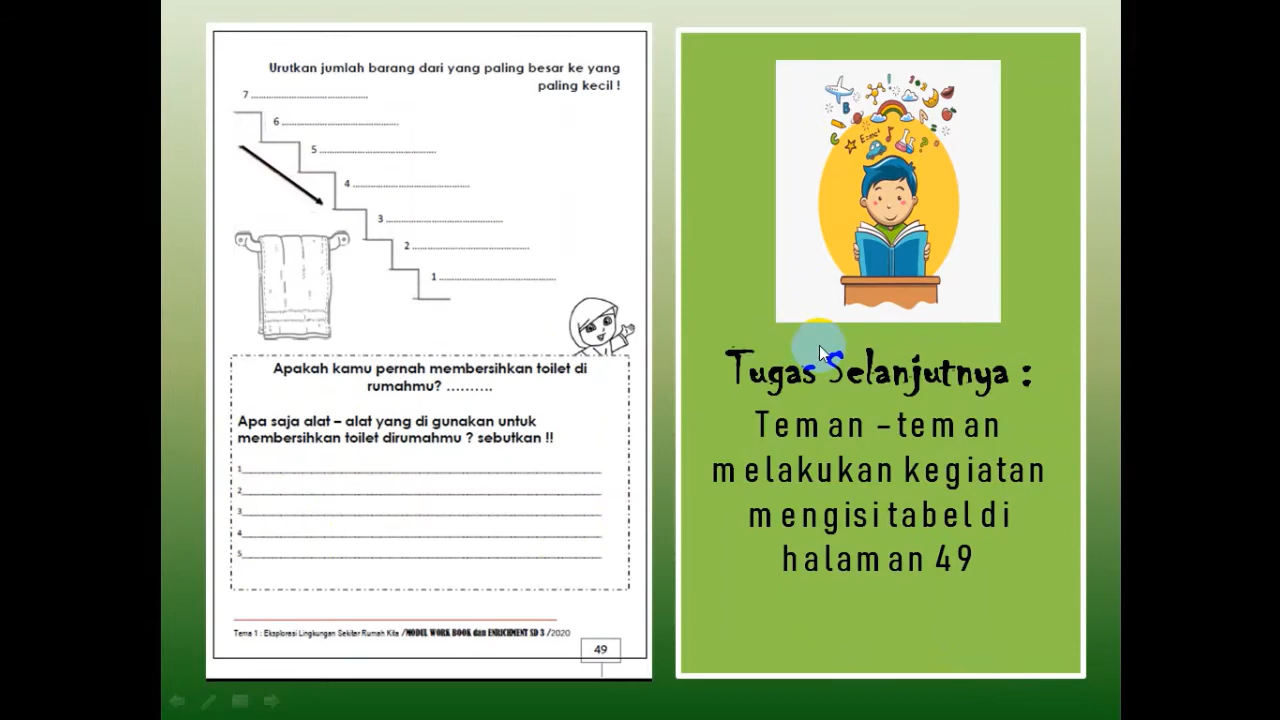 Urutkan jumlah barang dari yang paling besar ke yang
paling kecil !
7 ........................................
6 ........................................
5 ........................................
4 ........................................
3 ........................................
2 ........................................
1 ........................................
Apakah kamu pernah membersihkan toilet di
rumahmu? ..........
Apa saja alat – alat yang di gunakan untuk
membersihkan toilet dirumahmu ? sebutkan !!
1
2
3
4
5
Tema 1 : Eksplorasi Lingkungan Sekitar Rumah Kita /MODUL WORK BOOK dan ENRICHMENT SD 3 /2020
49
E=mc²
Tugas Selanjutnya :
Teman –teman
melakukan kegiatan
mengisi tabel di
halaman 49